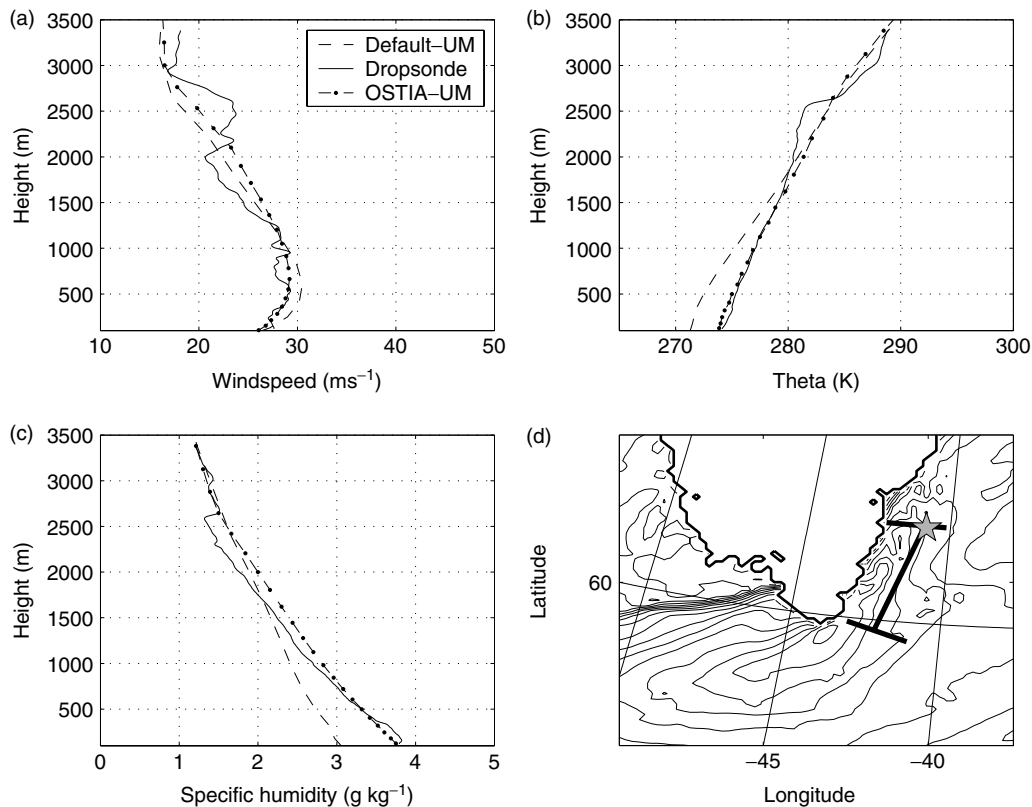 (a)
3500
3000
2500
2000
1500
1000
500
Height (m)
Default–UM
Dropsonde
OSTIA–UM
10
20
30
40
50
Windspeed (ms–1)
(b)
3500
3000
2500
2000
1500
1000
500
Height (m)
270
280
290
300
Theta (K)
(c)
3500
3000
2500
2000
1500
1000
500
Height (m)
0
1
2
3
4
5
Specific humidity (g kg–1)
(d)
Latitude
60
–45
–40
Longitude